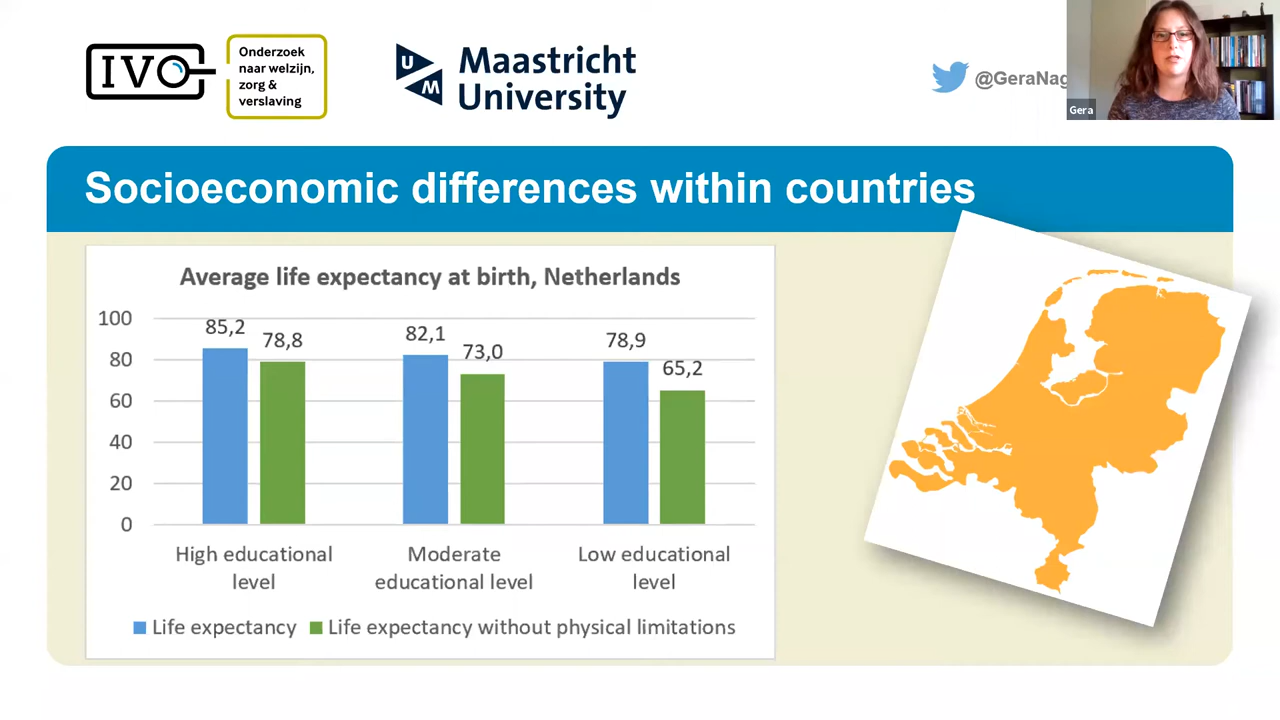 IVO
Onderzoek
naar welzijn,
zorg &
verslaving
UM
Maastricht
University
@GeraNag
Gera
Socioeconomic differences within countries
Average life expectancy at birth, Netherlands
100
80
60
40
20
0
85,2
78,8
82,1
73,0
78,9
65,2
High educational
level
Moderate
educational level
Low educational
level
Life expectancy
Life expectancy without physical limitations